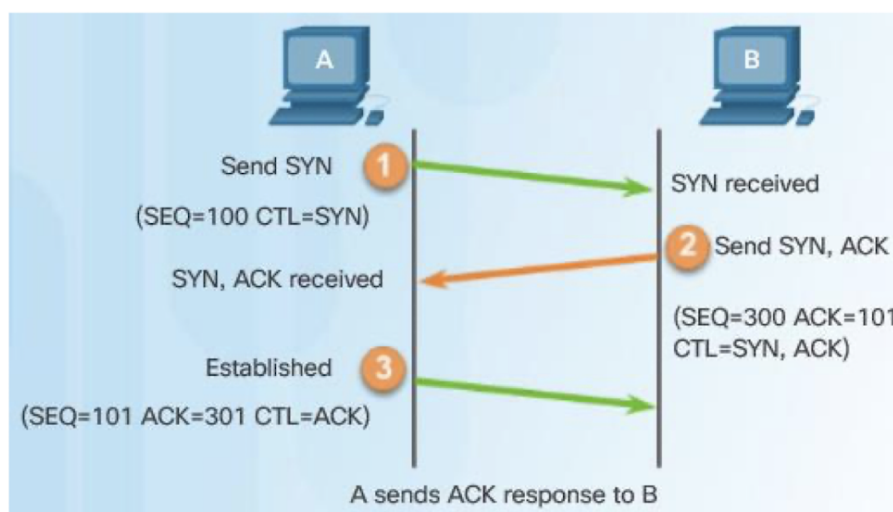 A
B
Send SYN
1
SYN received
(SEQ=100 CTL=SYN)
2
Send SYN, ACK
SYN, ACK received
(SEQ=300 ACK=101
CTL=SYN, ACK)
Established
3
(SEQ=101 ACK=301 CTL=ACK)
A sends ACK response to B